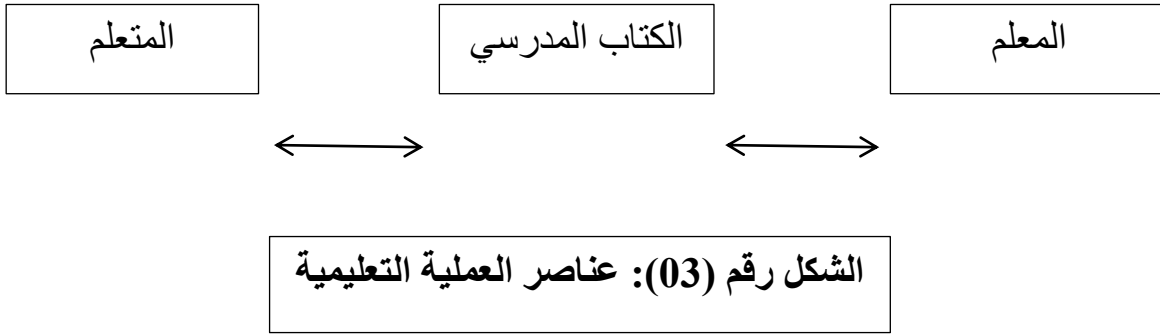 المعلم
الكتاب المدرسي
المتعلم
الشكل رقم (03): عناصر العملية التعليمية